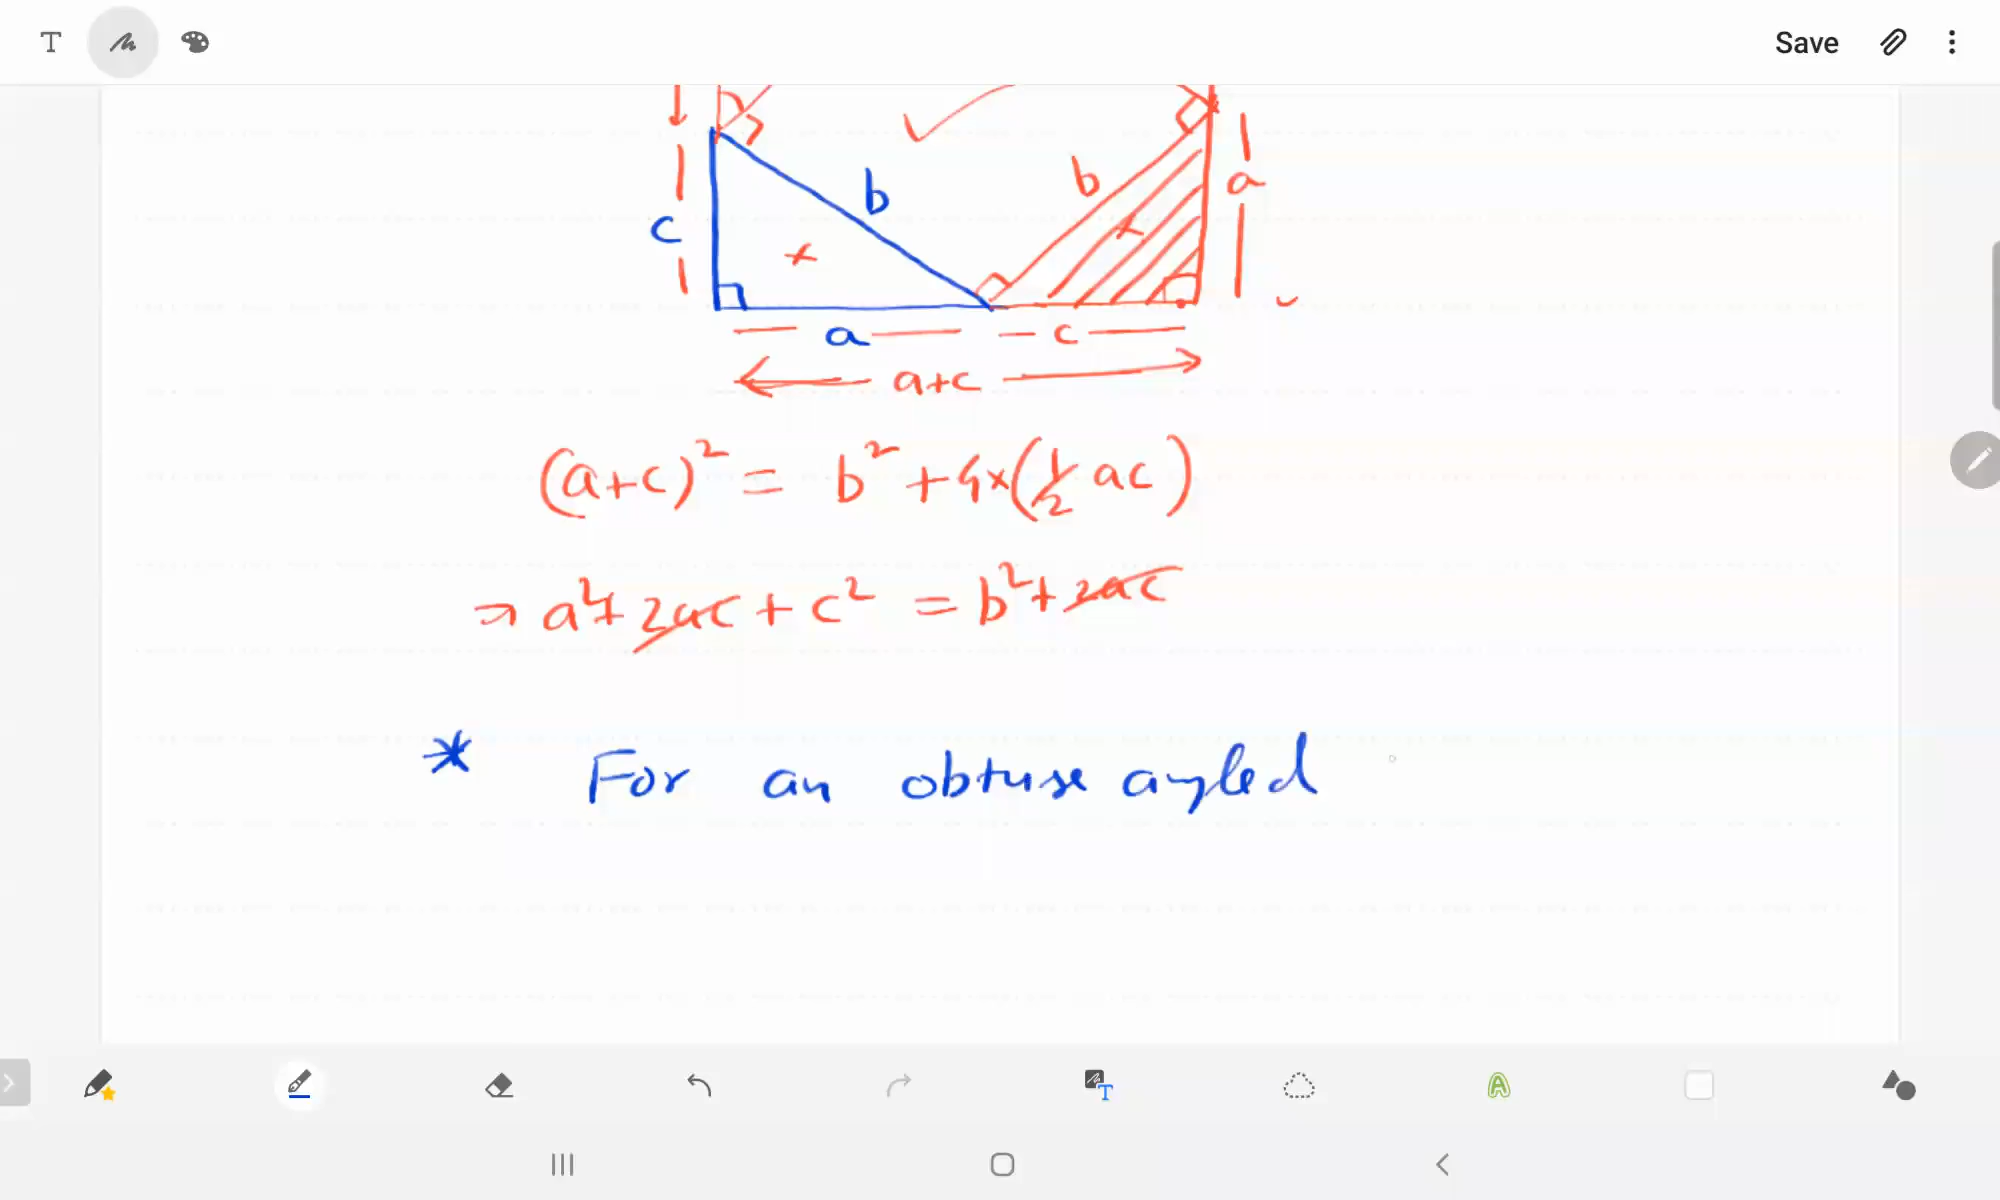 Save
b
b
a
c
a
c
a+c
(a+c)² = b² + 4×(1/2 ac)
→ a² + 2ac + c² = b² + 2ac
* For an obtuse angled